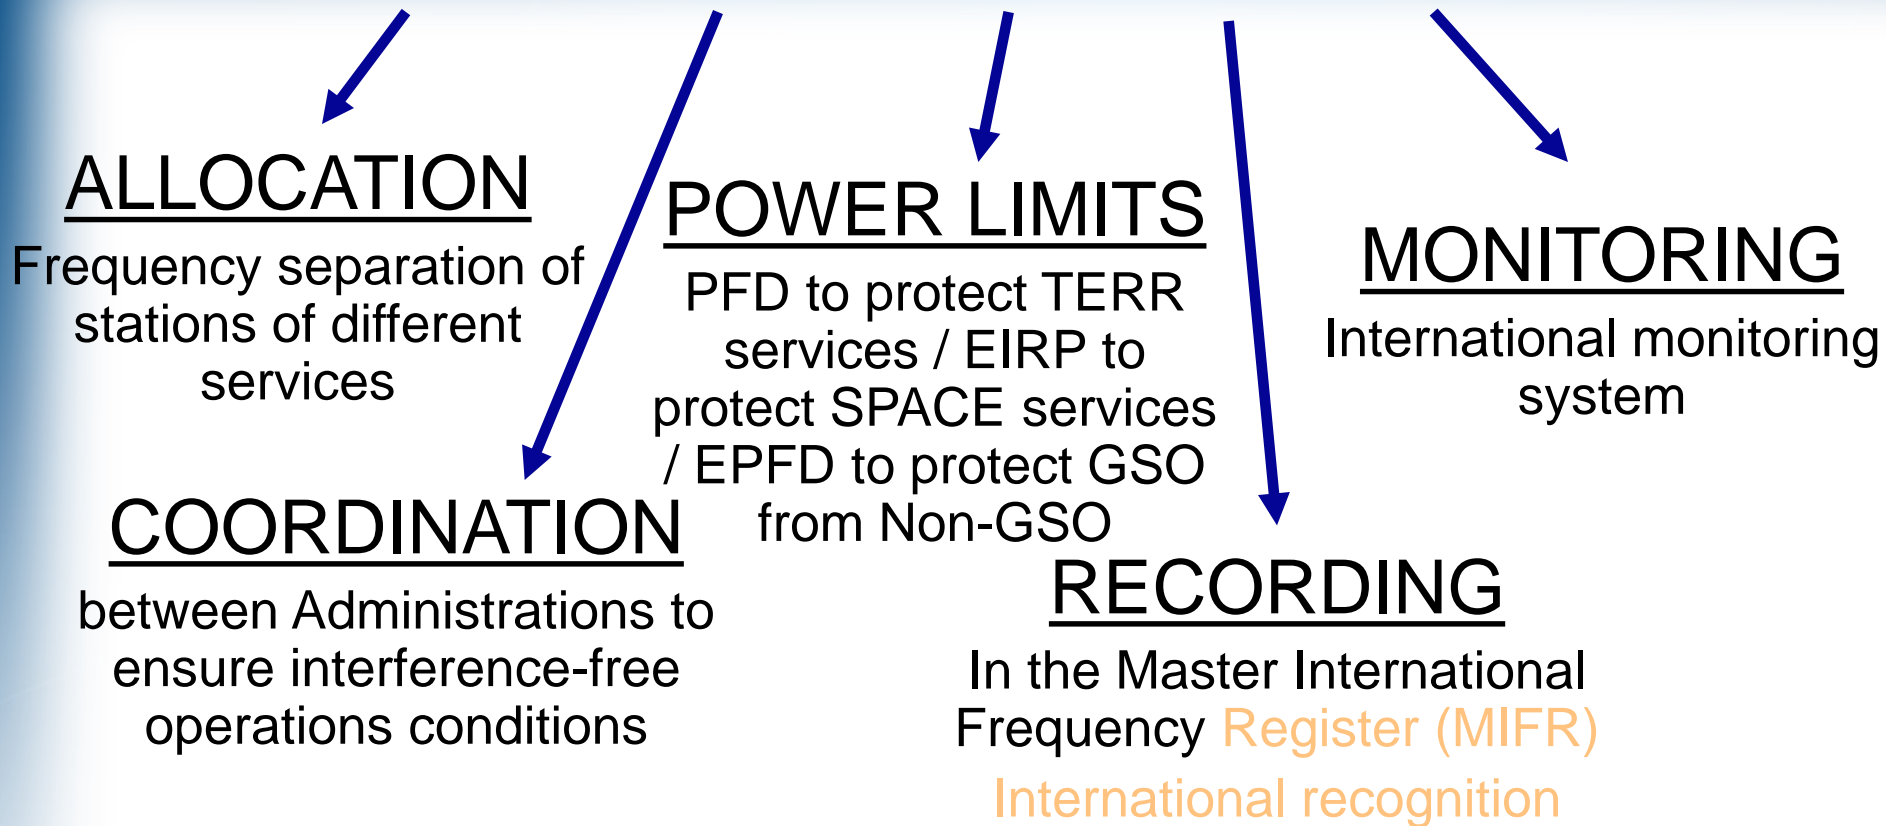 ALLOCATION
Frequency separation of
stations of different
services
COORDINATION
between Administrations to
ensure interference-free
operations conditions
POWER LIMITS
PFD to protect TERR
services / EIRP to
protect SPACE services
/ EPFD to protect GSO
from Non-GSO
RECORDING
In the Master International
Frequency Register (MIFR)
International recognition
MONITORING
International monitoring
system